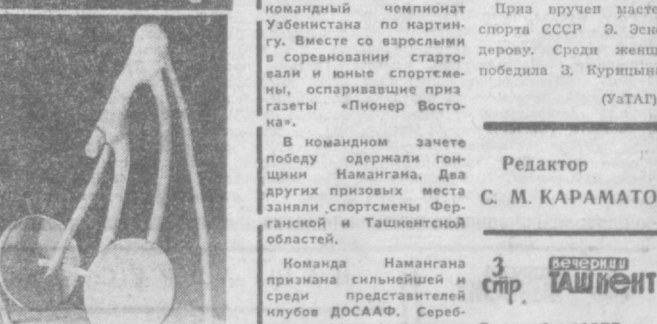 командный чемпионат
Узбекистана по картин-
гу. Вместе со взрослыми
в соревновании старто-
вали и юные спортсме-
ны, оспаривавшие приз
газеты «Пионер Восто-
ка».
В командном зачете
победу одержали гон-
щики Намангана. Два
других призовых места
заняли спортсмены Фер-
ганской и Ташкентской
областей.
Команда Намангана
признана сильнейшей и
среди представителей
клубов ДОСААФ. Сереб-
Приз вручен масте
спорта СССР Э. Эск
дерову. Среди женщ
победила З. Курицын
(УзТАГ)
Редактор
С. М. КАРАМАТО
3
стр
вечерний
ТАШКЕНТ